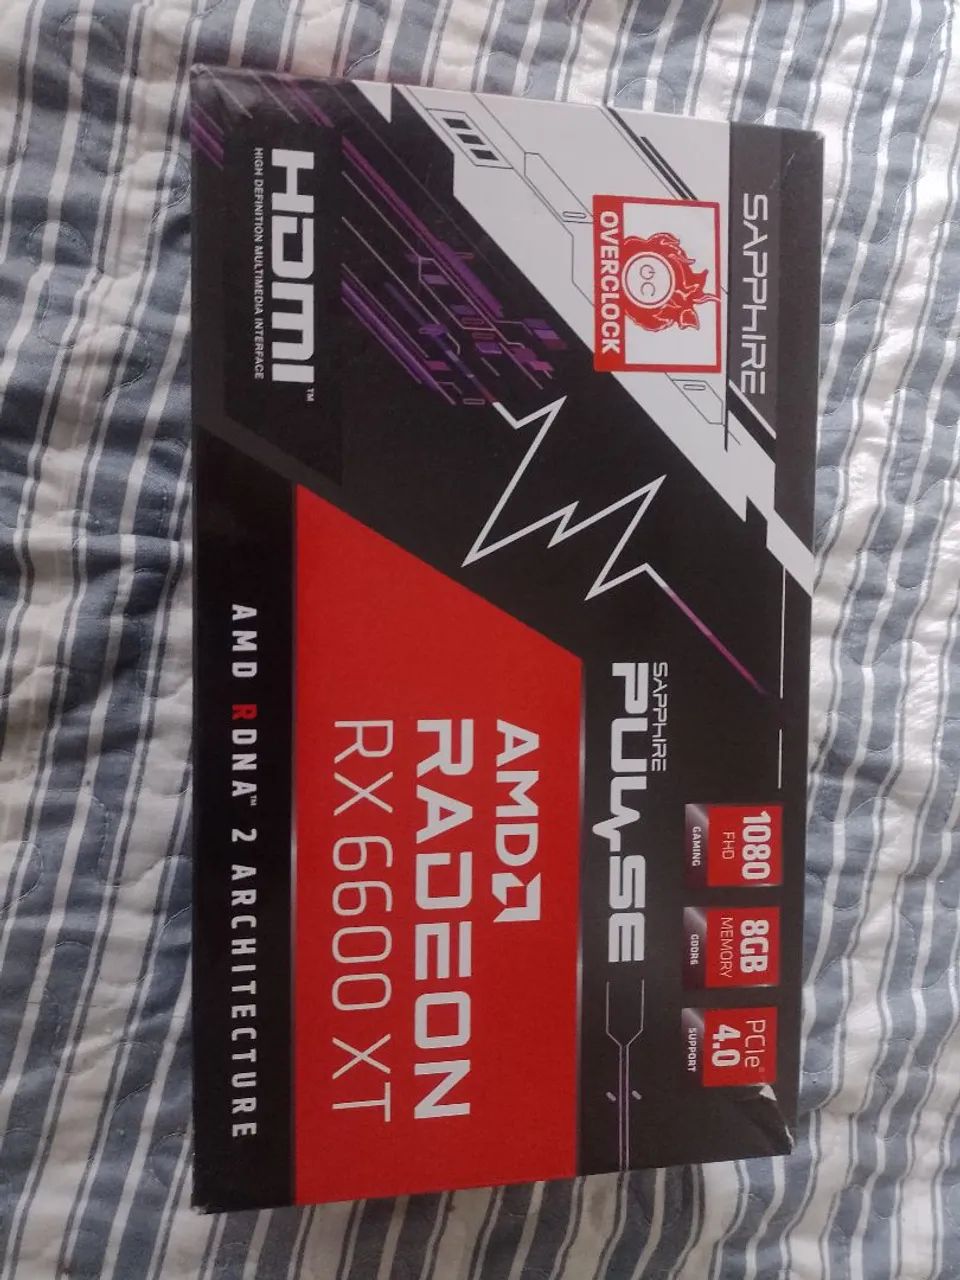 SAPPHIRE
OC
OVERCLOCK
1080
FHD
GAMING
8GB
MEMORY
GDDR6
PCIe®
4.0
SUPPORT
SAPPHIRE
PULSE
HDMI™
HIGH DEFINITION MULTIMEDIA INTERFACE
AMD
RADEON
RX 6600 XT
AMD RDNA™ 2 ARCHITECTURE